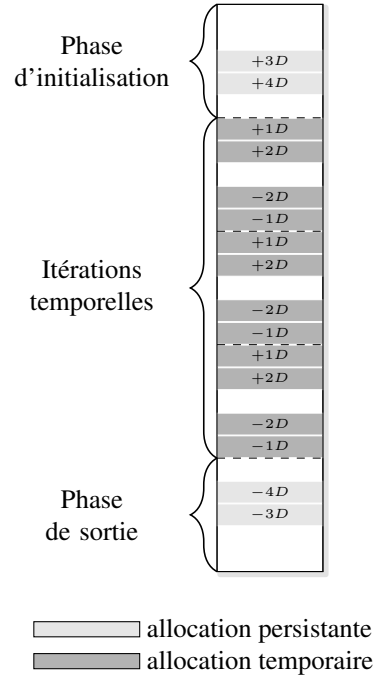 Phase
d'initialisation
+3D
+4D
+1D
+2D
−2D
−1D
+1D
+2D
Itérations
temporelles
−2D
−1D
+1D
+2D
−2D
−1D
Phase
de sortie
−4D
−3D
allocation persistante
allocation temporaire